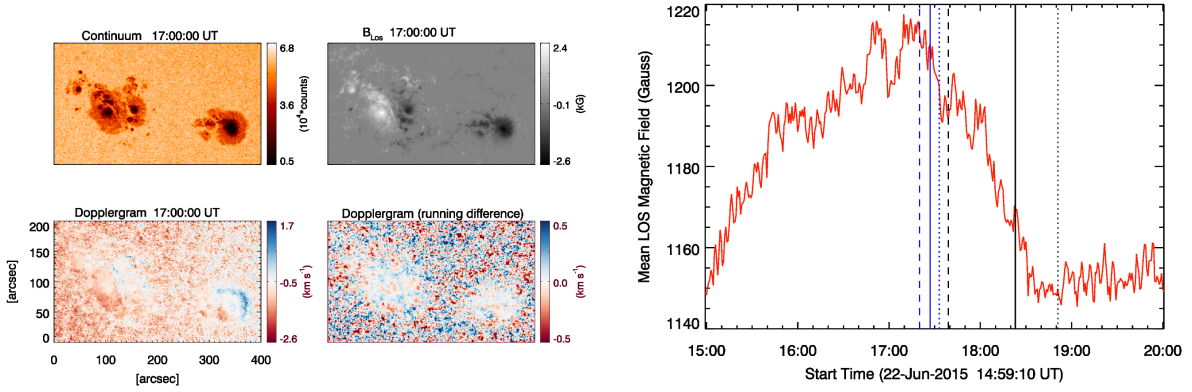 Continuum 17:00:00 UT
6.8
3.6
0.5
(10⁴*counts)
B_Los 17:00:00 UT
2.4
-0.1
-2.6
(kG)
Dopplergram 17:00:00 UT
200
150
100
50
0
[arcsec]
0 100 200 300 400
[arcsec]
1.7
-0.5
-2.6
(km s⁻¹)
Dopplergram (running difference)
0.5
0.0
-0.5
(km s⁻¹)
Mean LOS Magnetic Field (Gauss)
1220
1200
1180
1160
1140
15:00 16:00 17:00 18:00 19:00 20:00
Start Time (22-Jun-2015 14:59:10 UT)